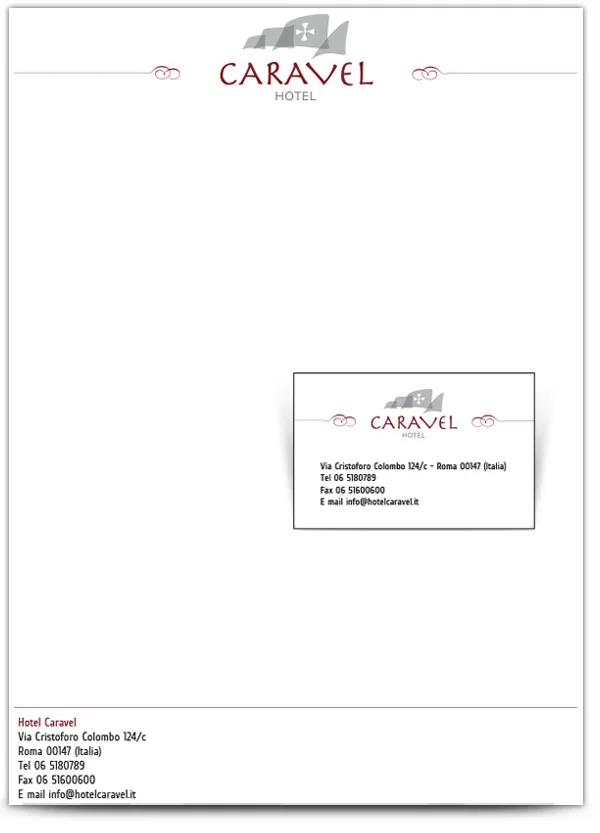 CARAVEL
HOTEL
CARAVEL
HOTEL
Via Cristoforo Colombo 124/c - Roma 00147 (Italia)
Tel 06 5180789
Fax 06 51600600
E mail info@hotelcaravel.it
Hotel Caravel
Via Cristoforo Colombo 124/c
Roma 00147 (Italia)
Tel 06 5180789
Fax 06 51600600
E mail info@hotelcaravel.it